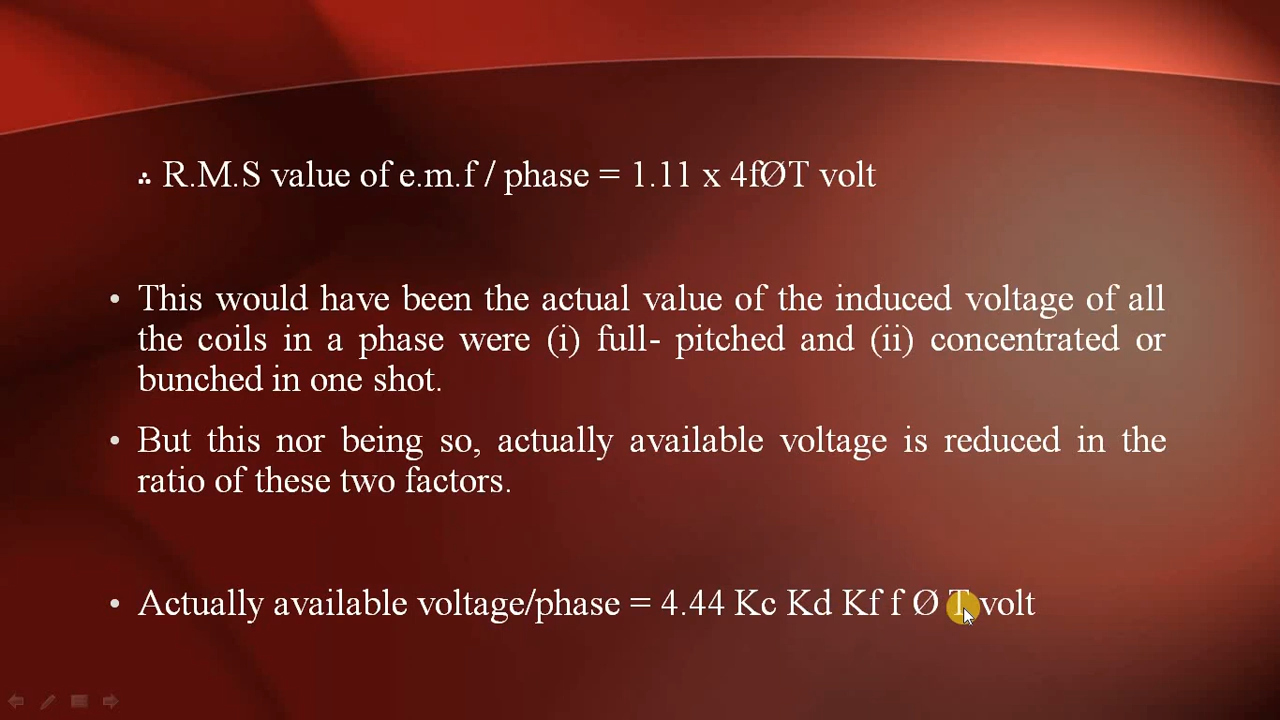 ∴ R.M.S value of e.m.f / phase = 1.11 x 4fØT volt
• This would have been the actual value of the induced voltage of all
the coils in a phase were (i) full- pitched and (ii) concentrated or
bunched in one shot.
• But this nor being so, actually available voltage is reduced in the
ratio of these two factors.
• Actually available voltage/phase = 4.44 Kc Kd Kf f Ø T volt